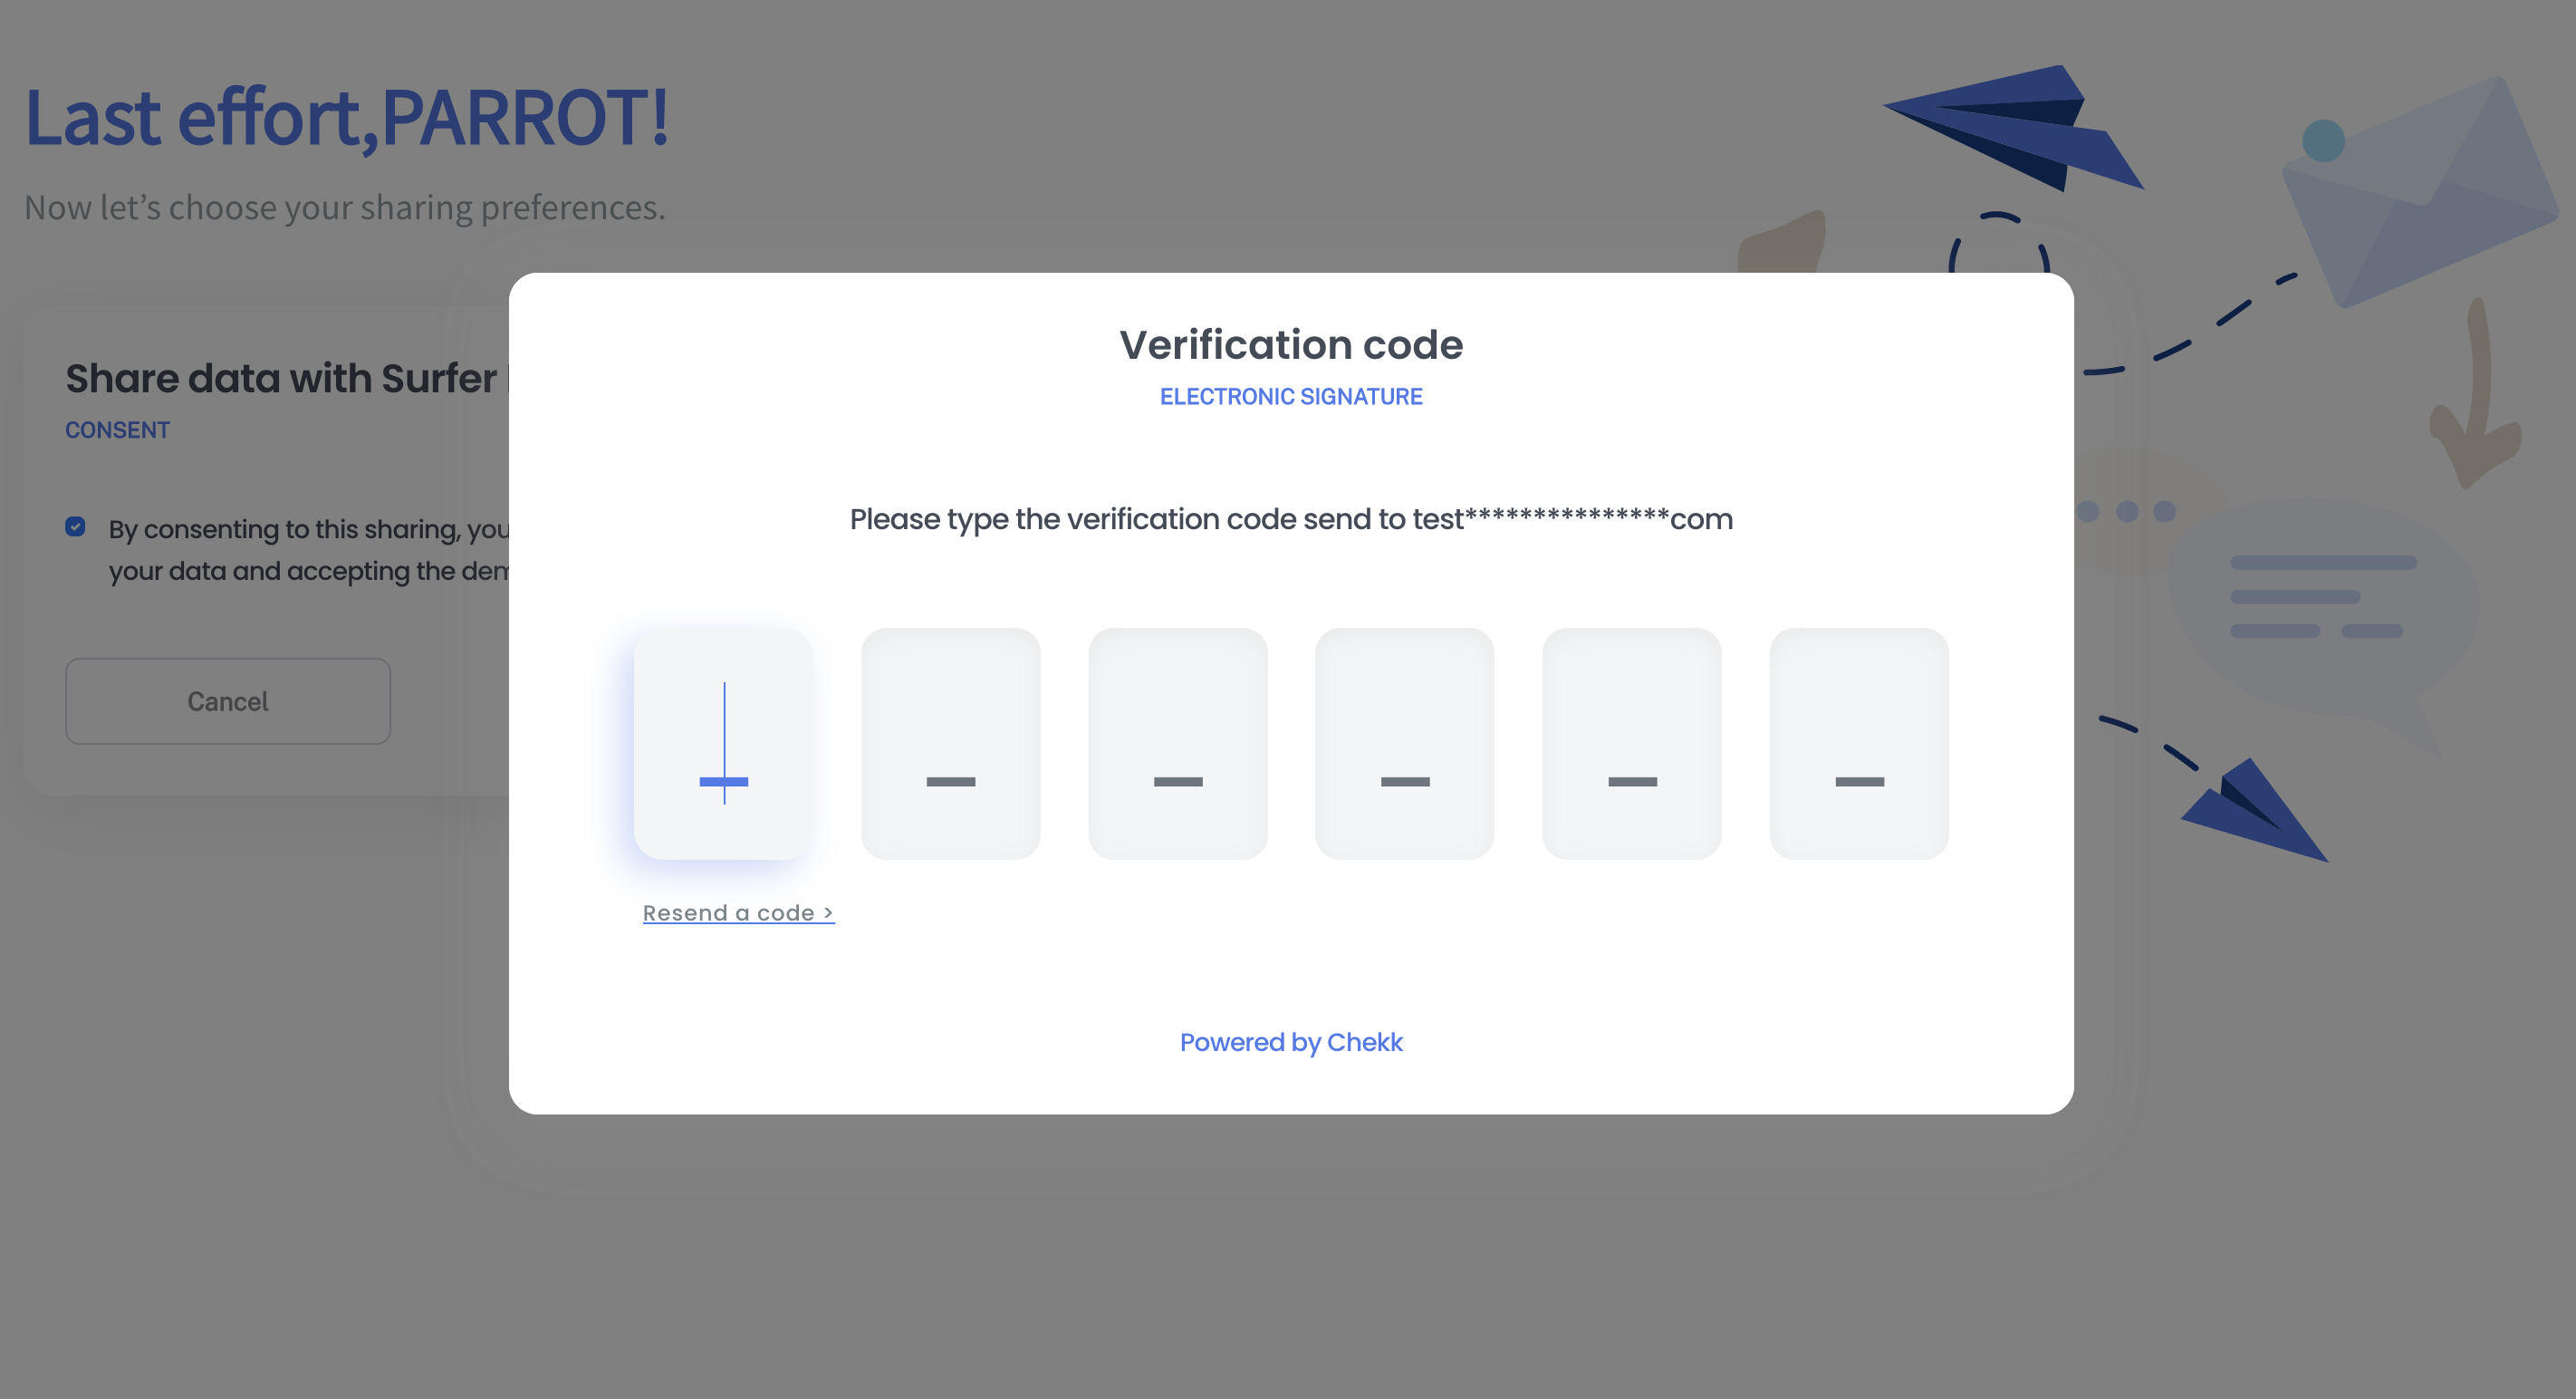 Last effort,PARROT!
Now let’s choose your sharing preferences.
Share data with Surfer
CONSENT
By consenting to this sharing, you
your data and accepting the
Cancel
Verification code
ELECTRONIC SIGNATURE
Please type the verification code send to test***************com
Resend a code >
Powered by Chekk